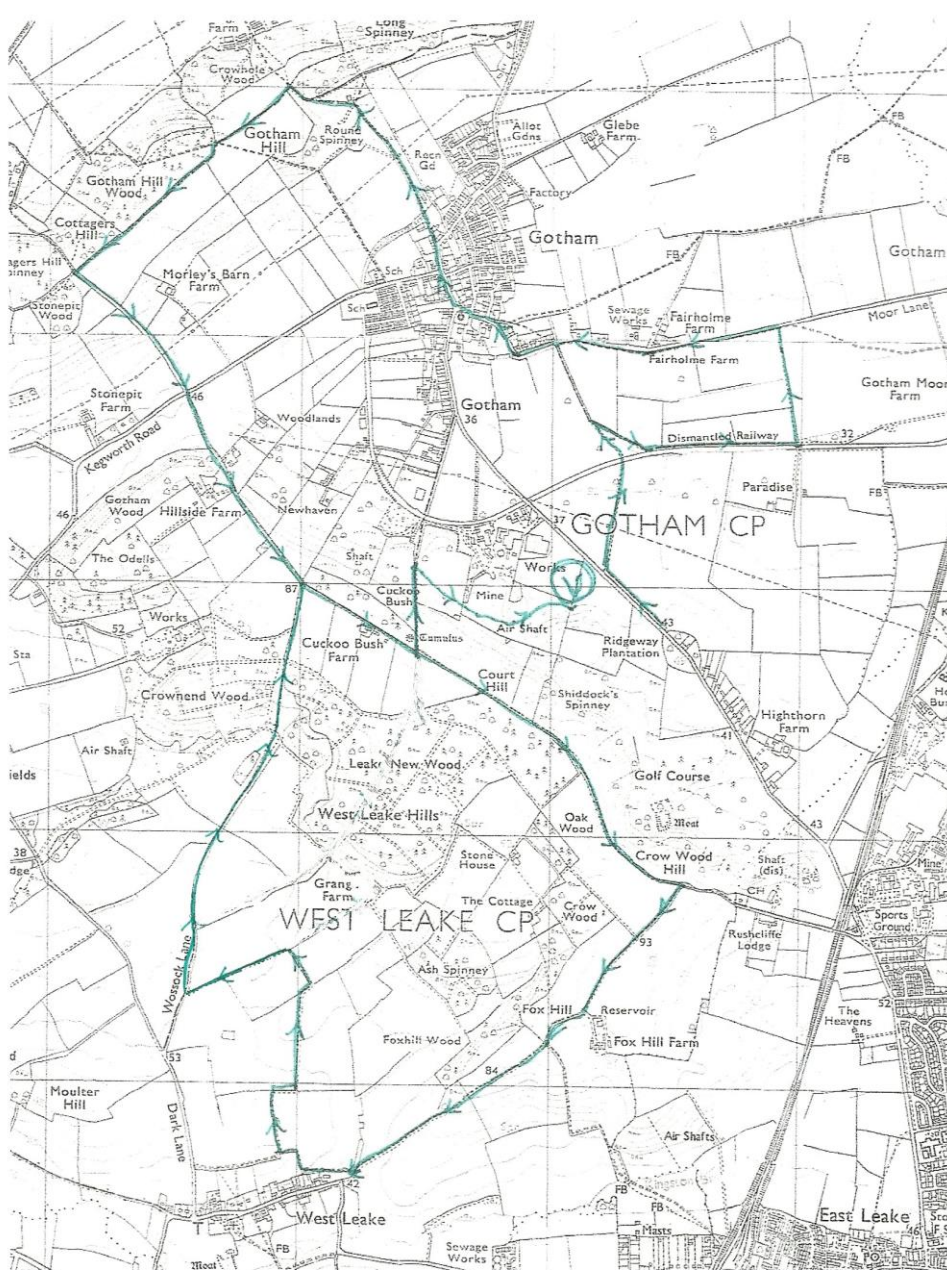 Farm
Long
Spinney
Crowhole
Wood
Gotham
Hill
Round
Spinney
Recn
Gd
Allot
Gdns
Glebe
Farm
FB
FB
Factory
Gotham Hill
Wood
Cottagers
Hill
agers Hill
pinney
Stonepit
Wood
Morley's Barn
Farm
Sch
Sch
Gotham
FB
Gotham
Sewage
Works
Fairholme
Farm
Moor Lane
Fairholme Farm
Gotham Moor
Farm
Stonepit
Farm
46
Woodlands
Gotham
36
Kegworth Road
Dismantled Railway
32
Paradise
FB
Gotham
Wood
Hillside Farm
Newhaven
46
The Odells
Shaft
37
GOTHAM CP
Works
Mine
87
Cuckoo
Bush
Works
52
Air Shaft
43
Cuckoo Bush
Farm
Tumulus
Ridgeway
Plantation
Sta
Court
Hill
Shiddock's
Spinney
Crownend Wood
Highthorn
Farm
41
Air Shaft
Leake New Wood
Golf Course
ields
West Leake Hills
Moat
Oak
Wood
43
38
dge
Stone
House
Crow Wood
Hill
Shaft
(dis)
Mine
Grange
Farm
CH
The Cottage
Crow
Wood
WEST LEAKE CP
Rushcliffe
Lodge
Sports
Ground
93
Wossock Lane
Ash Spinney
52
Fox Hill
Reservoir
The
Heavens
Foxhill Wood
Fox Hill Farm
53
84
Moulter
Hill
Dark Lane
Air Shafts
42
FB
T
West Leake
FB
East Leake
Masts
FB
Sewage
Works
Moat
PO
46